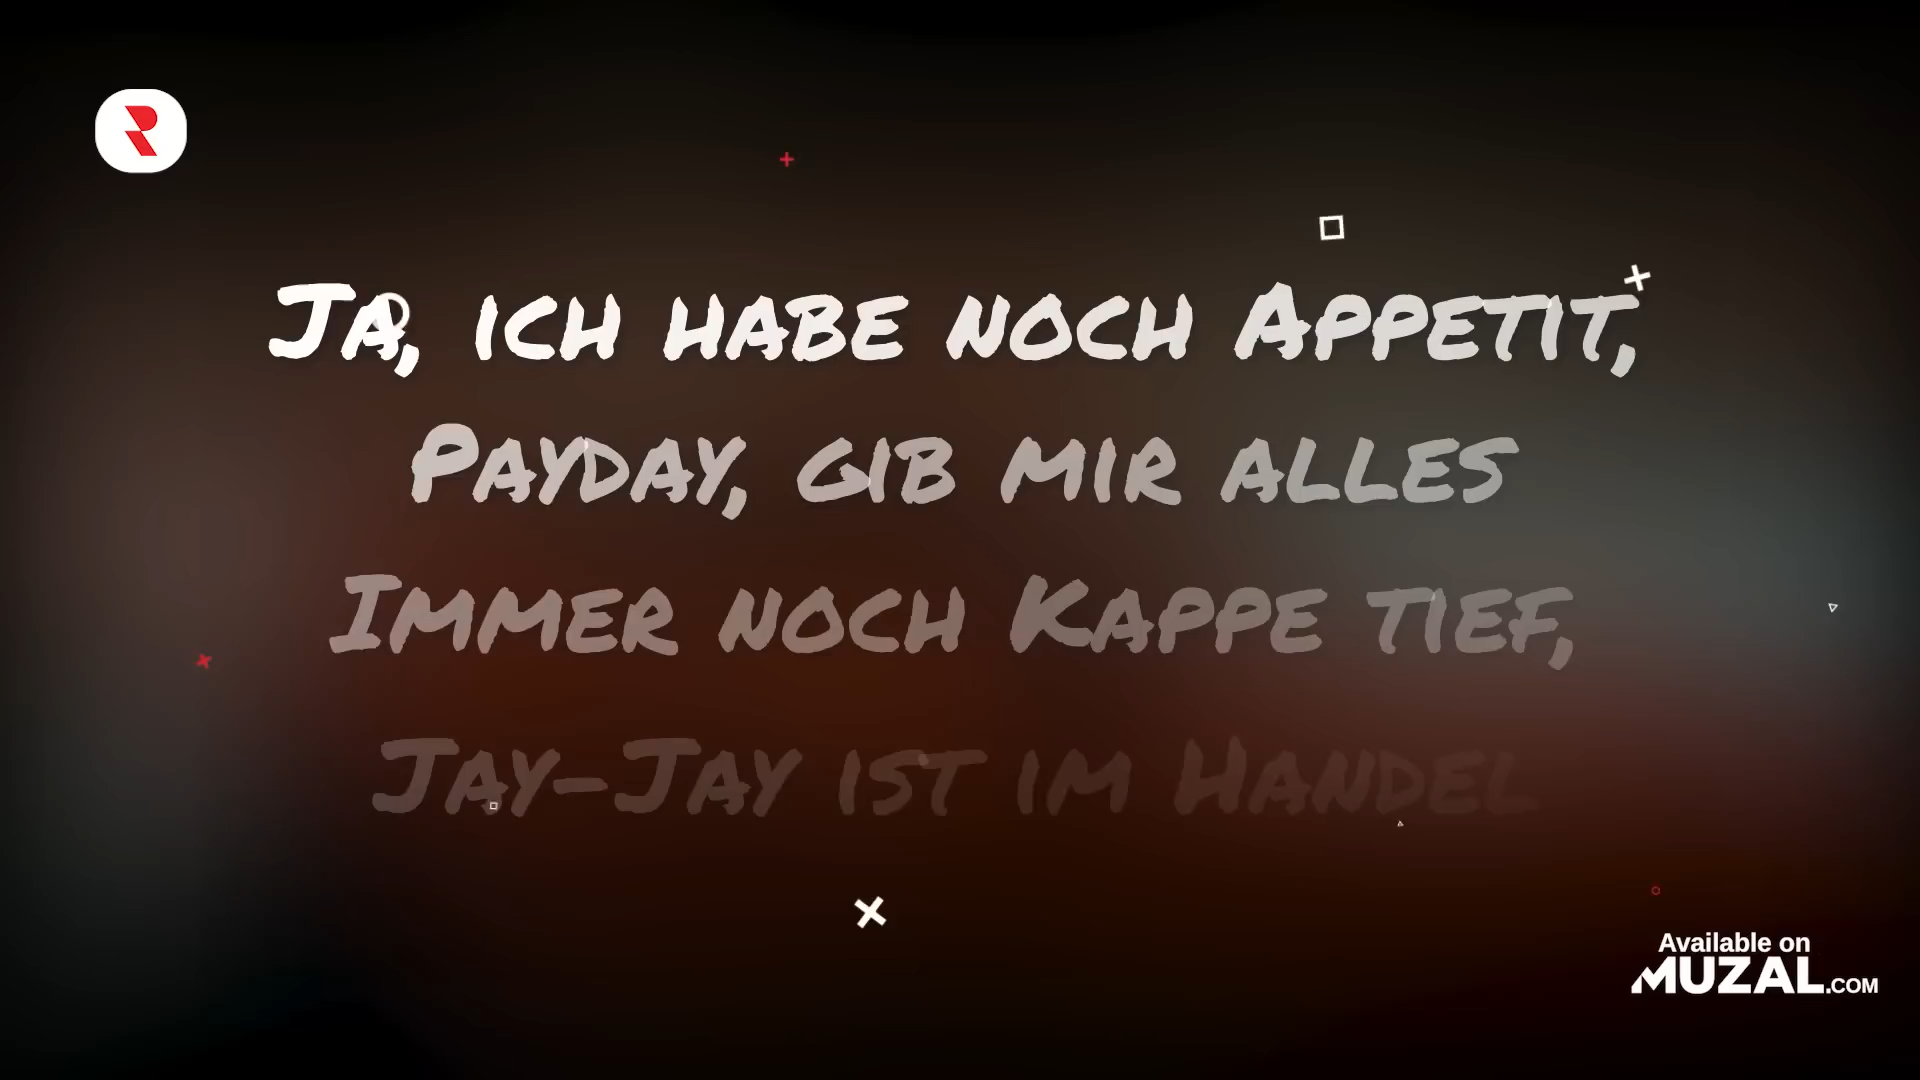 Ja, ich habe noch Appetit,
Payday, gib mir alles
Immer noch Kappe tief,
Jay-Jay ist im Handel
Available on
MUZAL.COM